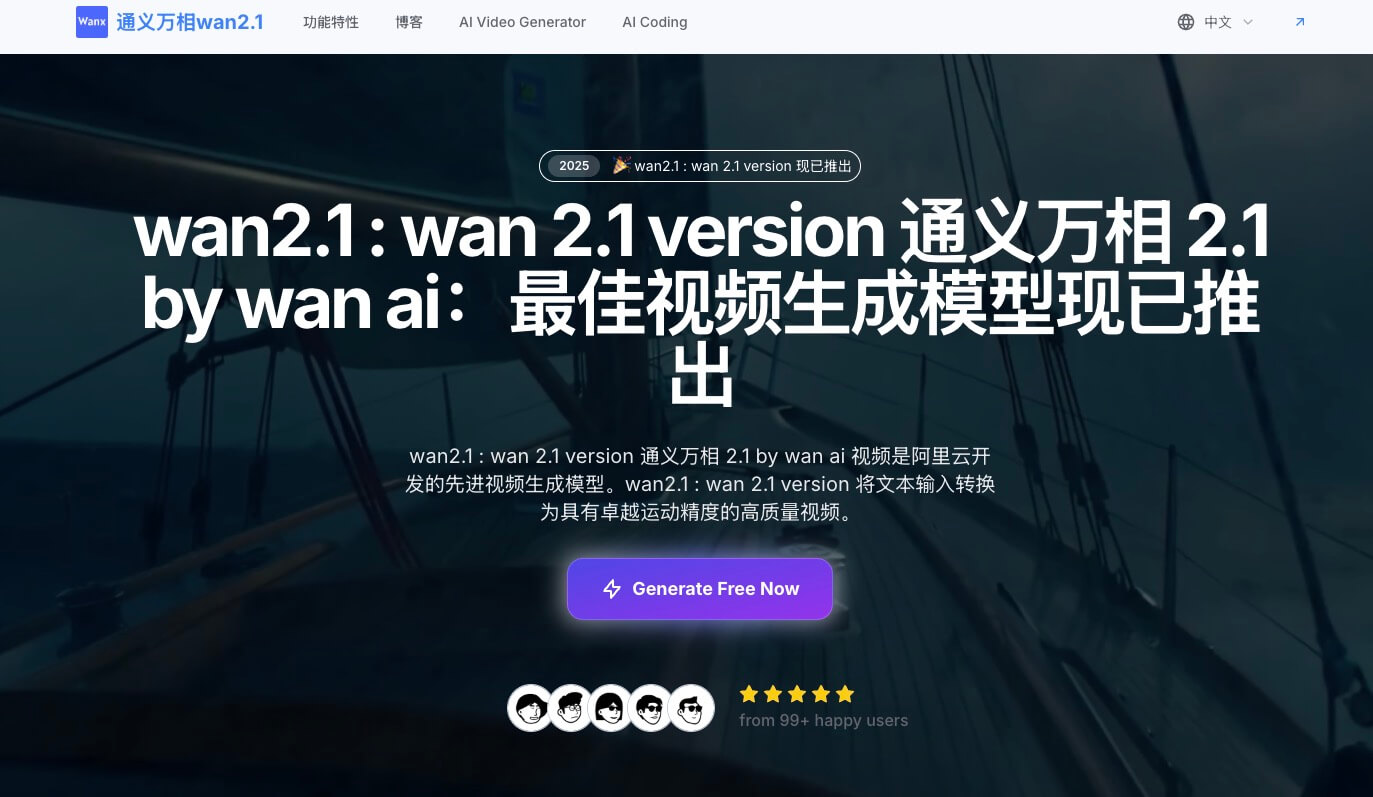 Wanx
通义万相wan2.1
功能特性
博客
AI Video Generator
AI Coding
中文
2025
🎉 wan2.1 : wan 2.1 version 现已推出
wan2.1 : wan 2.1 version 通义万相 2.1
by wan ai：最佳视频生成模型现已推
出
wan2.1 : wan 2.1 version 通义万相 2.1 by wan ai 视频是阿里云开
发的先进视频生成模型。wan2.1 : wan 2.1 version 将文本输入转换
为具有卓越运动精度的高质量视频。
Generate Free Now
from 99+ happy users